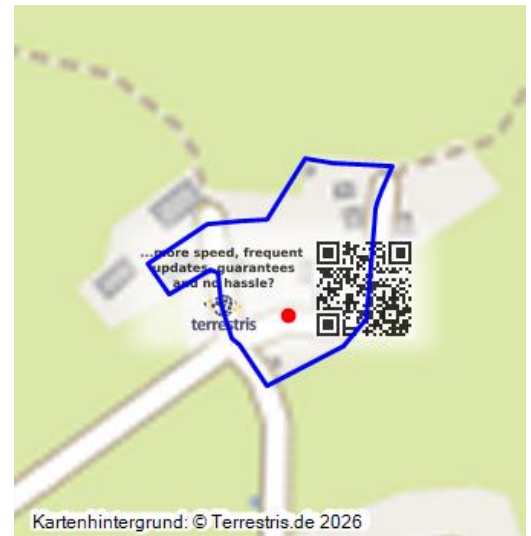 ...more speed, frequent
updates, guarantees
and no hassle?
terrestris
Kartenhintergrund: © Terrestris.de 2026